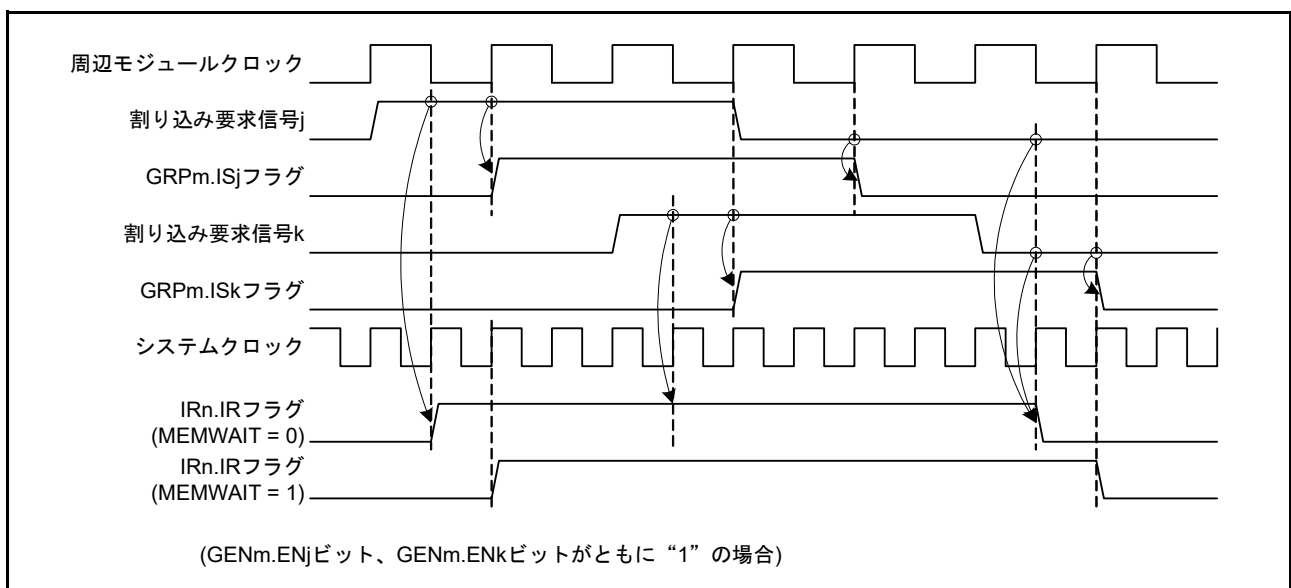 周辺モジュールクロック
割り込み要求信号j
GRPm.ISjフラグ
割り込み要求信号k
GRPm.ISkフラグ
システムクロック
IRn.IRフラグ
(MEMWAIT = 0)
IRn.IRフラグ
(MEMWAIT = 1)
(GENm.ENjビット、GENm.ENkビットがともに“1”の場合)